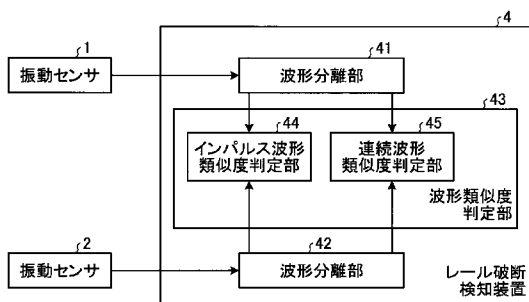 4
1
振動センサ
41
波形分離部
43
44
インパルス波形
類似度判定部
45
連続波形
類似度判定部
波形類似度
判定部
2
振動センサ
42
波形分離部
レール破断
検知装置